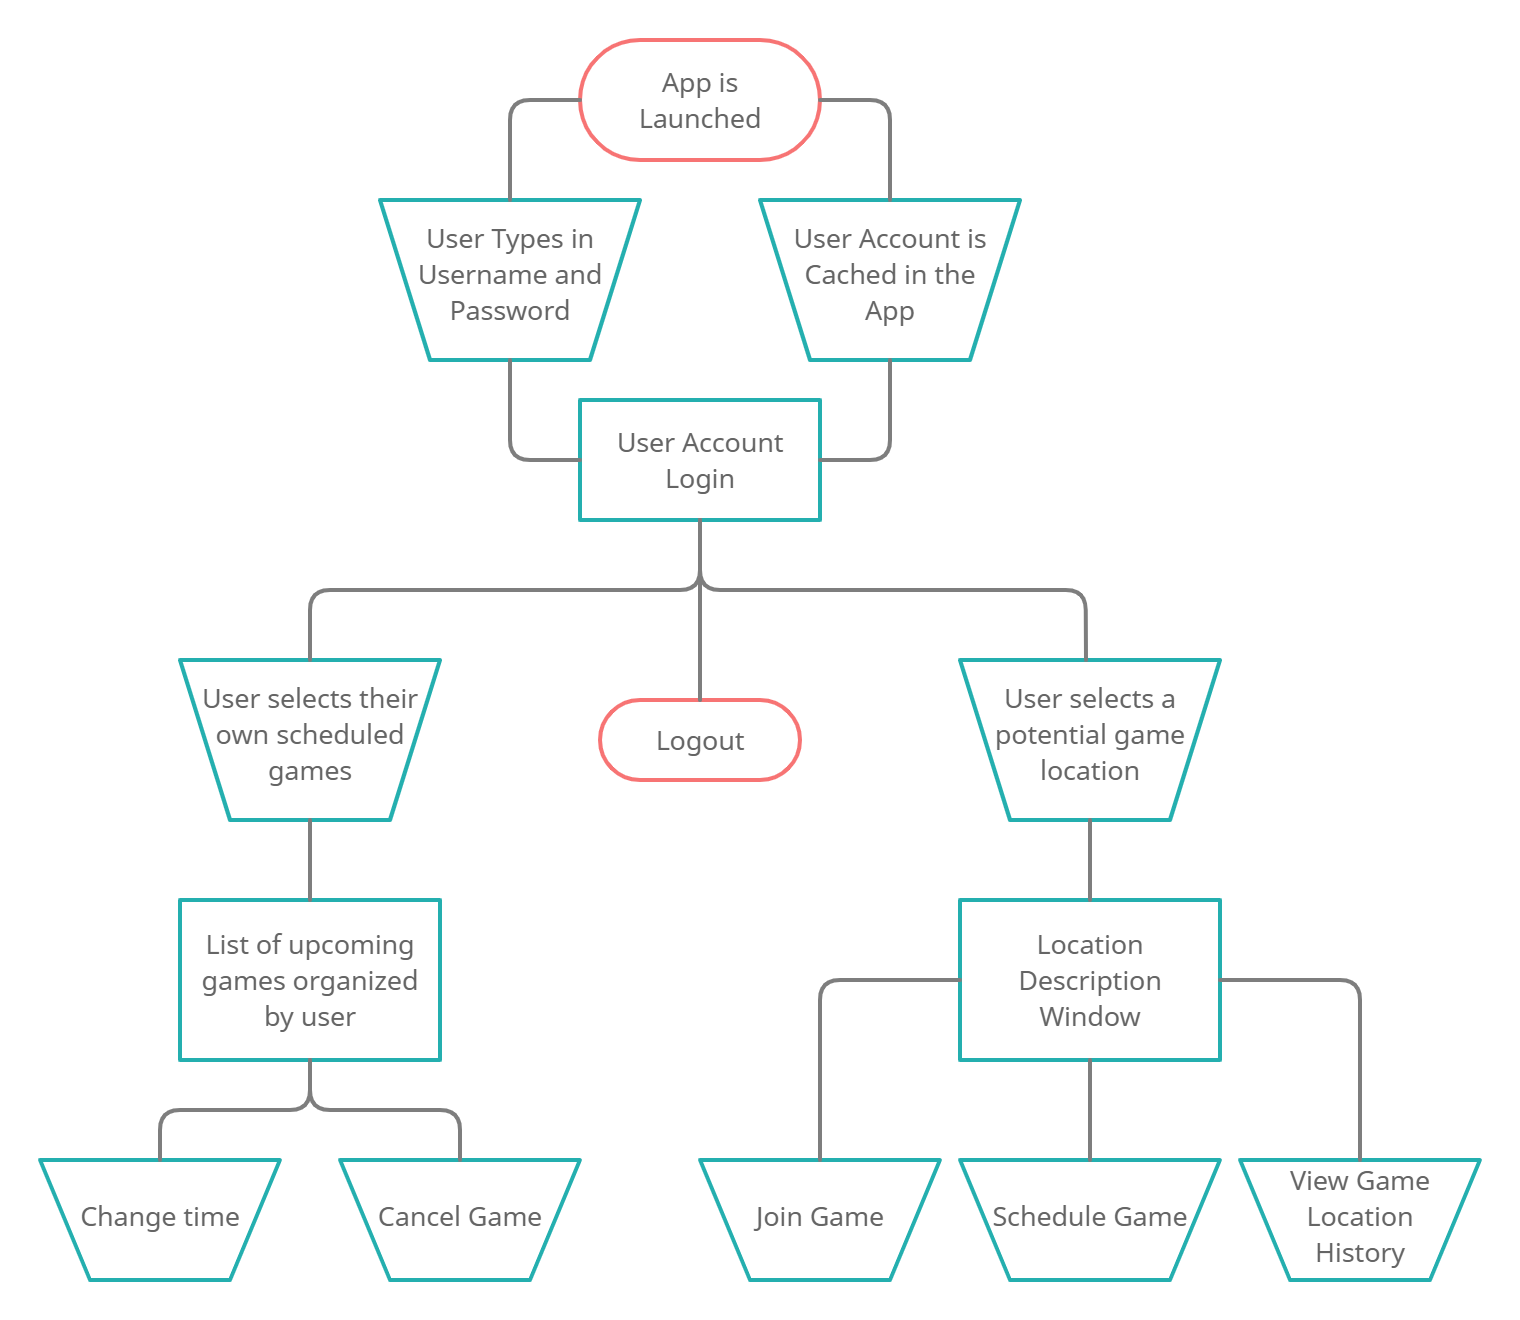 App is
Launched
User Types in
Username and
Password
User Account is
Cached in the
App
User Account
Login
User selects their
own scheduled
games
Logout
User selects a
potential game
location
List of upcoming
games organized
by user
Location
Description
Window
Change time
Cancel Game
Join Game
Schedule Game
View Game
Location
History